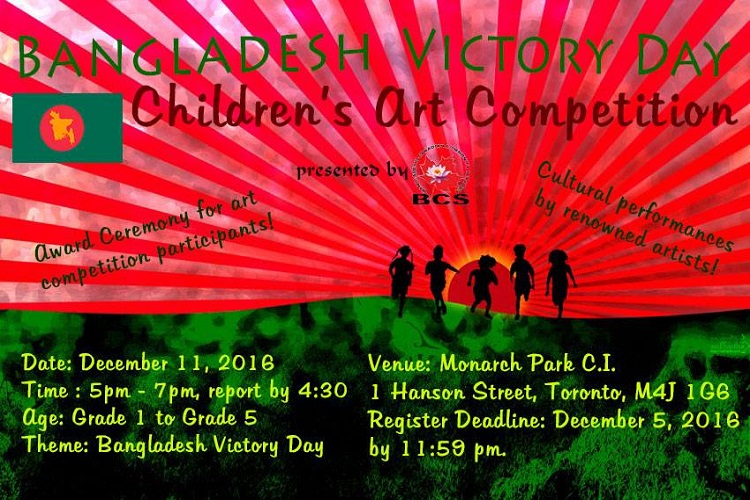 BANGLADESH VICTORY DAY
Children's Art Competition
presented by
BCS
Award Ceremony for art
competition participants!
Cultural performances
by renowned artists!
Date: December 11, 2016
Time : 5pm - 7pm, report by 4:30
Age: Grade 1 to Grade 5
Theme: Bangladesh Victory Day
Venue: Monarch Park C.I.
1 Hanson Street, Toronto, M4J 1G6
Register Deadline: December 5, 2016
by 11:59 pm.